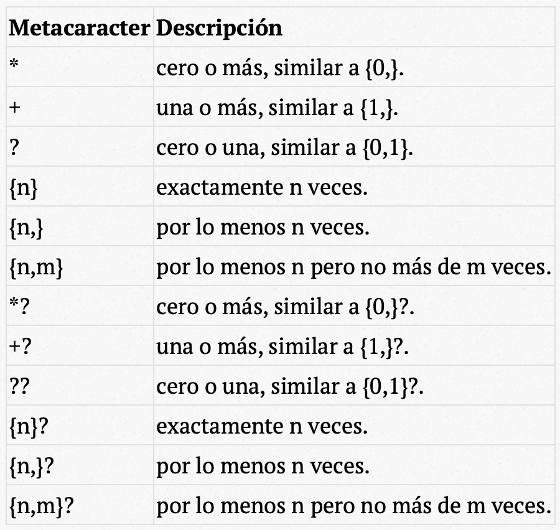 Metacaracter Descripción
* cero o más, similar a {0,}.
+ una o más, similar a {1,}.
? cero o una, similar a {0,1}.
{n} exactamente n veces.
{n,} por lo menos n veces.
{n,m} por lo menos n pero no más de m veces.
*? cero o más, similar a {0,}?.
+? una o más, similar a {1,}?.
?? cero o una, similar a {0,1}?.
{n}? exactamente n veces.
{n,}? por lo menos n veces.
{n,m}? por lo menos n pero no más de m veces.